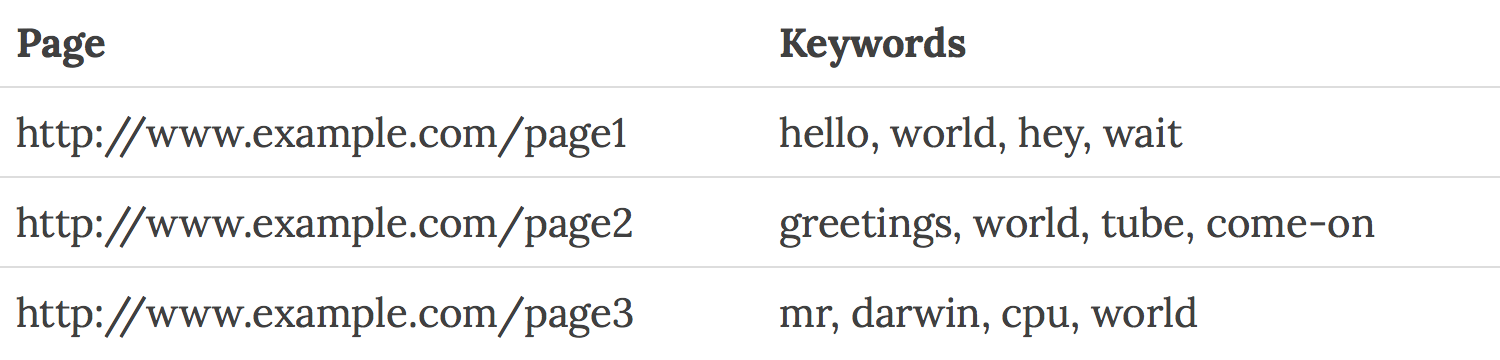 Page Keywords
http://www.example.com/page1 hello, world, hey, wait
http://www.example.com/page2 greetings, world, tube, come-on
http://www.example.com/page3 mr, darwin, cpu, world